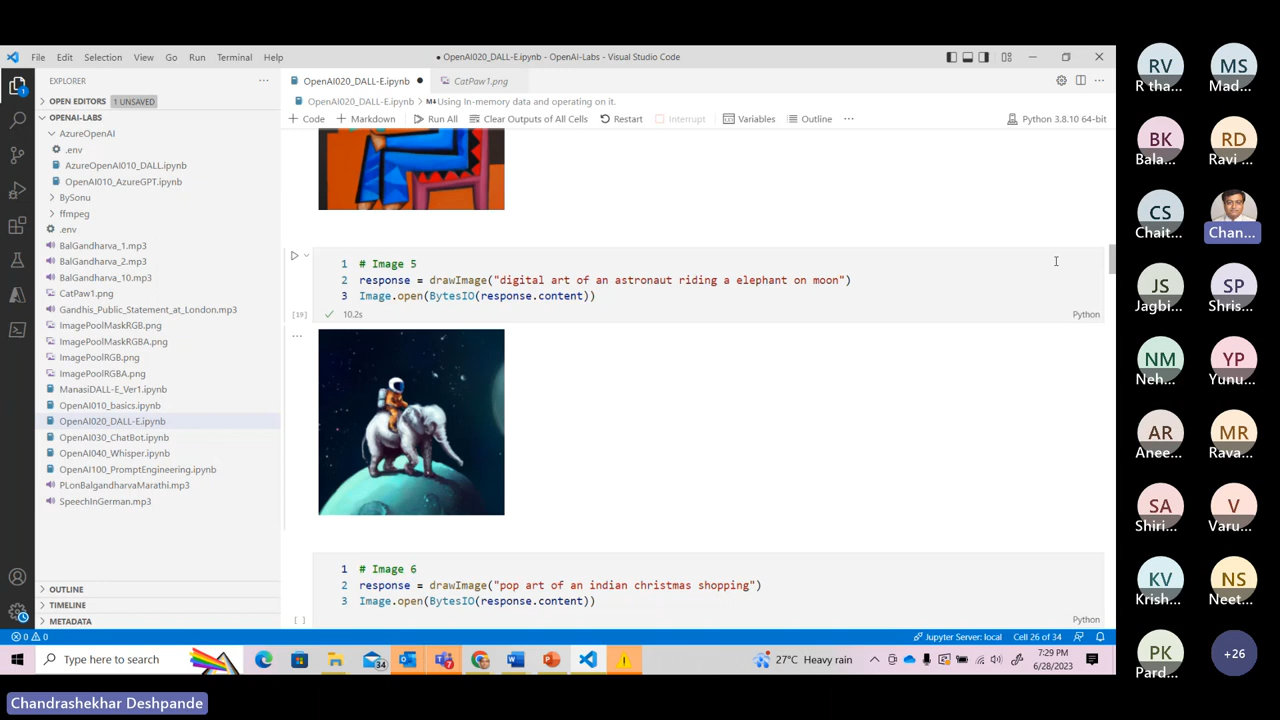 File Edit Selection View Go Run Terminal Help
● OpenAI020_DALL-E.ipynb - OpenAI-Labs - Visual Studio Code
EXPLORER
OPEN EDITORS 1 UNSAVED
OPENAI-LABS
AzureOpenAI
.env
AzureOpenAI010_DALL.ipynb
OpenAI010_AzureGPT.ipynb
BySonu
ffmpeg
.env
BalGandharva_1.mp3
BalGandharva_2.mp3
BalGandharva_10.mp3
CatPaw1.png
Gandhis_Public_Statement_at_London.mp3
ImagePoolMaskRGB.png
ImagePoolMaskRGBA.png
ImagePoolRGB.png
ImagePoolRGBA.png
ManasiDALL-E_Ver1.ipynb
OpenAI010_basics.ipynb
OpenAI020_DALL-E.ipynb
OpenAI030_ChatBot.ipynb
OpenAI040_Whisper.ipynb
OpenAI100_PromptEngineering.ipynb
PLonBalgandharvaMarathi.mp3
SpeechInGerman.mp3
OUTLINE
TIMELINE
METADATA
OpenAI020_DALL-E.ipynb ● CatPaw1.png
OpenAI020_DALL-E.ipynb > M↓Using In-memory data and operating on it.
+ Code + Markdown Run All Clear Outputs of All Cells Restart Interrupt Variables Outline ... Python 3.8.10 64-bit
1 # Image 5
2 response = drawImage("digital art of an astronaut riding a elephant on moon")
3 Image.open(BytesIO(response.content))
[19] 10.2s Python
1 # Image 6
2 response = drawImage("pop art of an indian christmas shopping")
3 Image.open(BytesIO(response.content))
[ ] Python
0 0 Jupyter Server: local Cell 26 of 34
Type here to search 34 27°C Heavy rain 7:29 PM
6/28/2023
RV MS
R tha... Mad...
BK RD
Bala... Ravi ...
CS
Chait... Chan...
JS SP
Jagbi... Shris...
NM YP
Neh... Yunu...
AR MR
Anee... Rava...
SA V
Shiri... Varu...
KV NS
Krish... Neet...
PK +26
Pard...
Chandrashekhar Deshpande